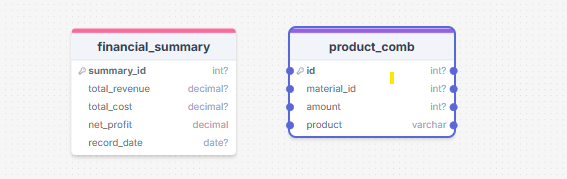 financial_summary
summary_id int?
total_revenue decimal?
total_cost decimal?
net_profit decimal
record_date date?
product_comb
id int?
material_id int?
amount int?
product varchar